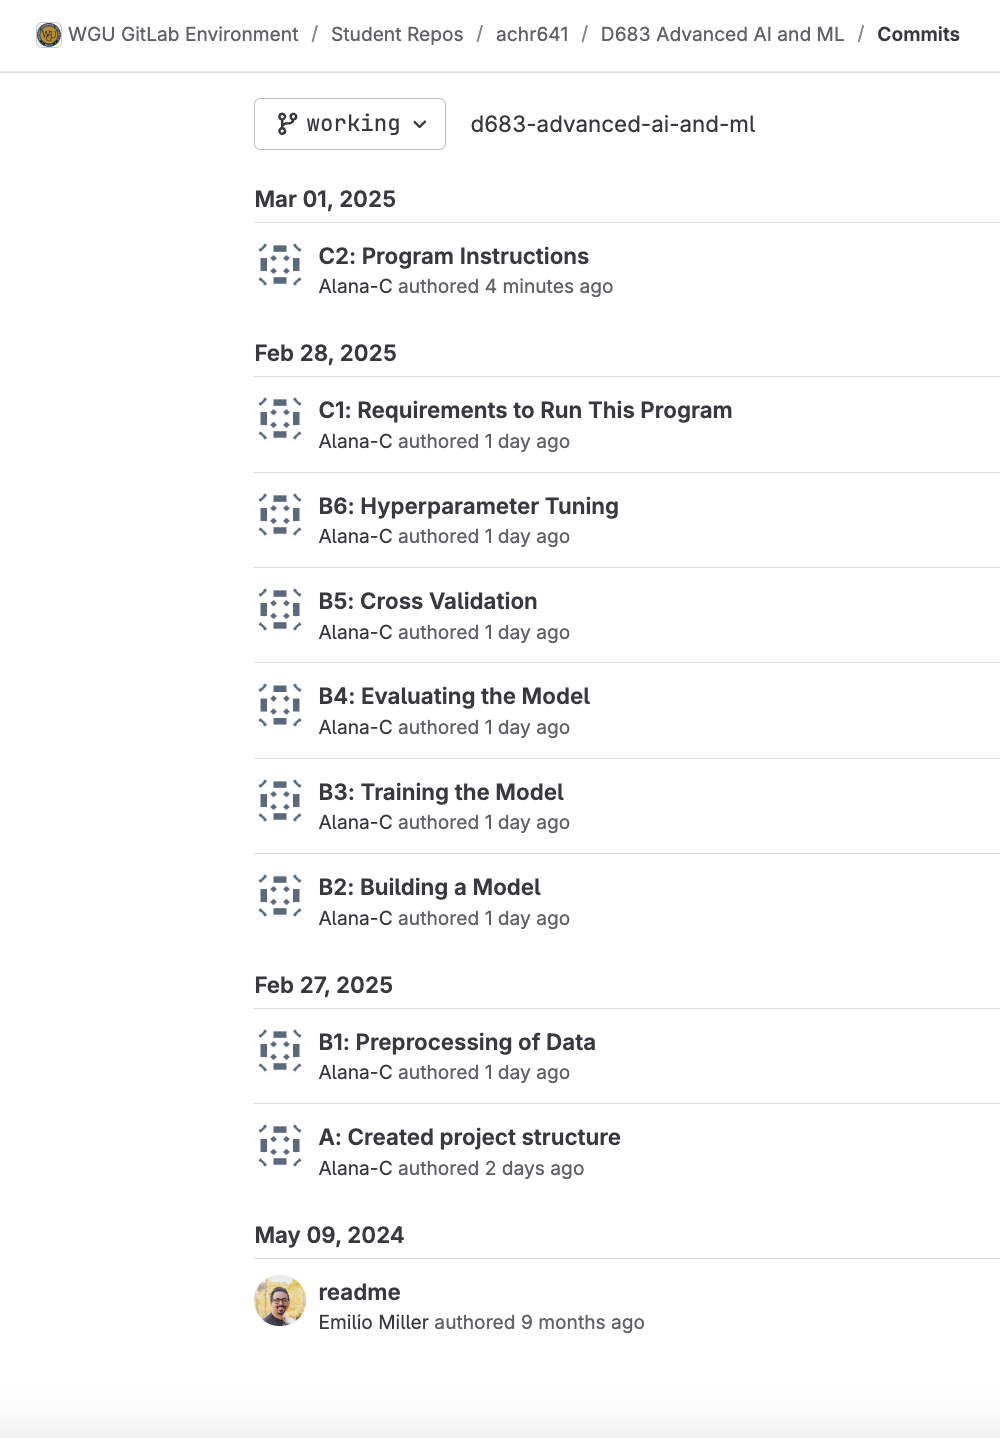 WGU GitLab Environment / Student Repos / achr641 / D683 Advanced AI and ML / Commits
working d683-advanced-ai-and-ml
Mar 01, 2025
C2: Program Instructions
Alana-C authored 4 minutes ago
Feb 28, 2025
C1: Requirements to Run This Program
Alana-C authored 1 day ago
B6: Hyperparameter Tuning
Alana-C authored 1 day ago
B5: Cross Validation
Alana-C authored 1 day ago
B4: Evaluating the Model
Alana-C authored 1 day ago
B3: Training the Model
Alana-C authored 1 day ago
B2: Building a Model
Alana-C authored 1 day ago
Feb 27, 2025
B1: Preprocessing of Data
Alana-C authored 1 day ago
A: Created project structure
Alana-C authored 2 days ago
May 09, 2024
readme
Emilio Miller authored 9 months ago